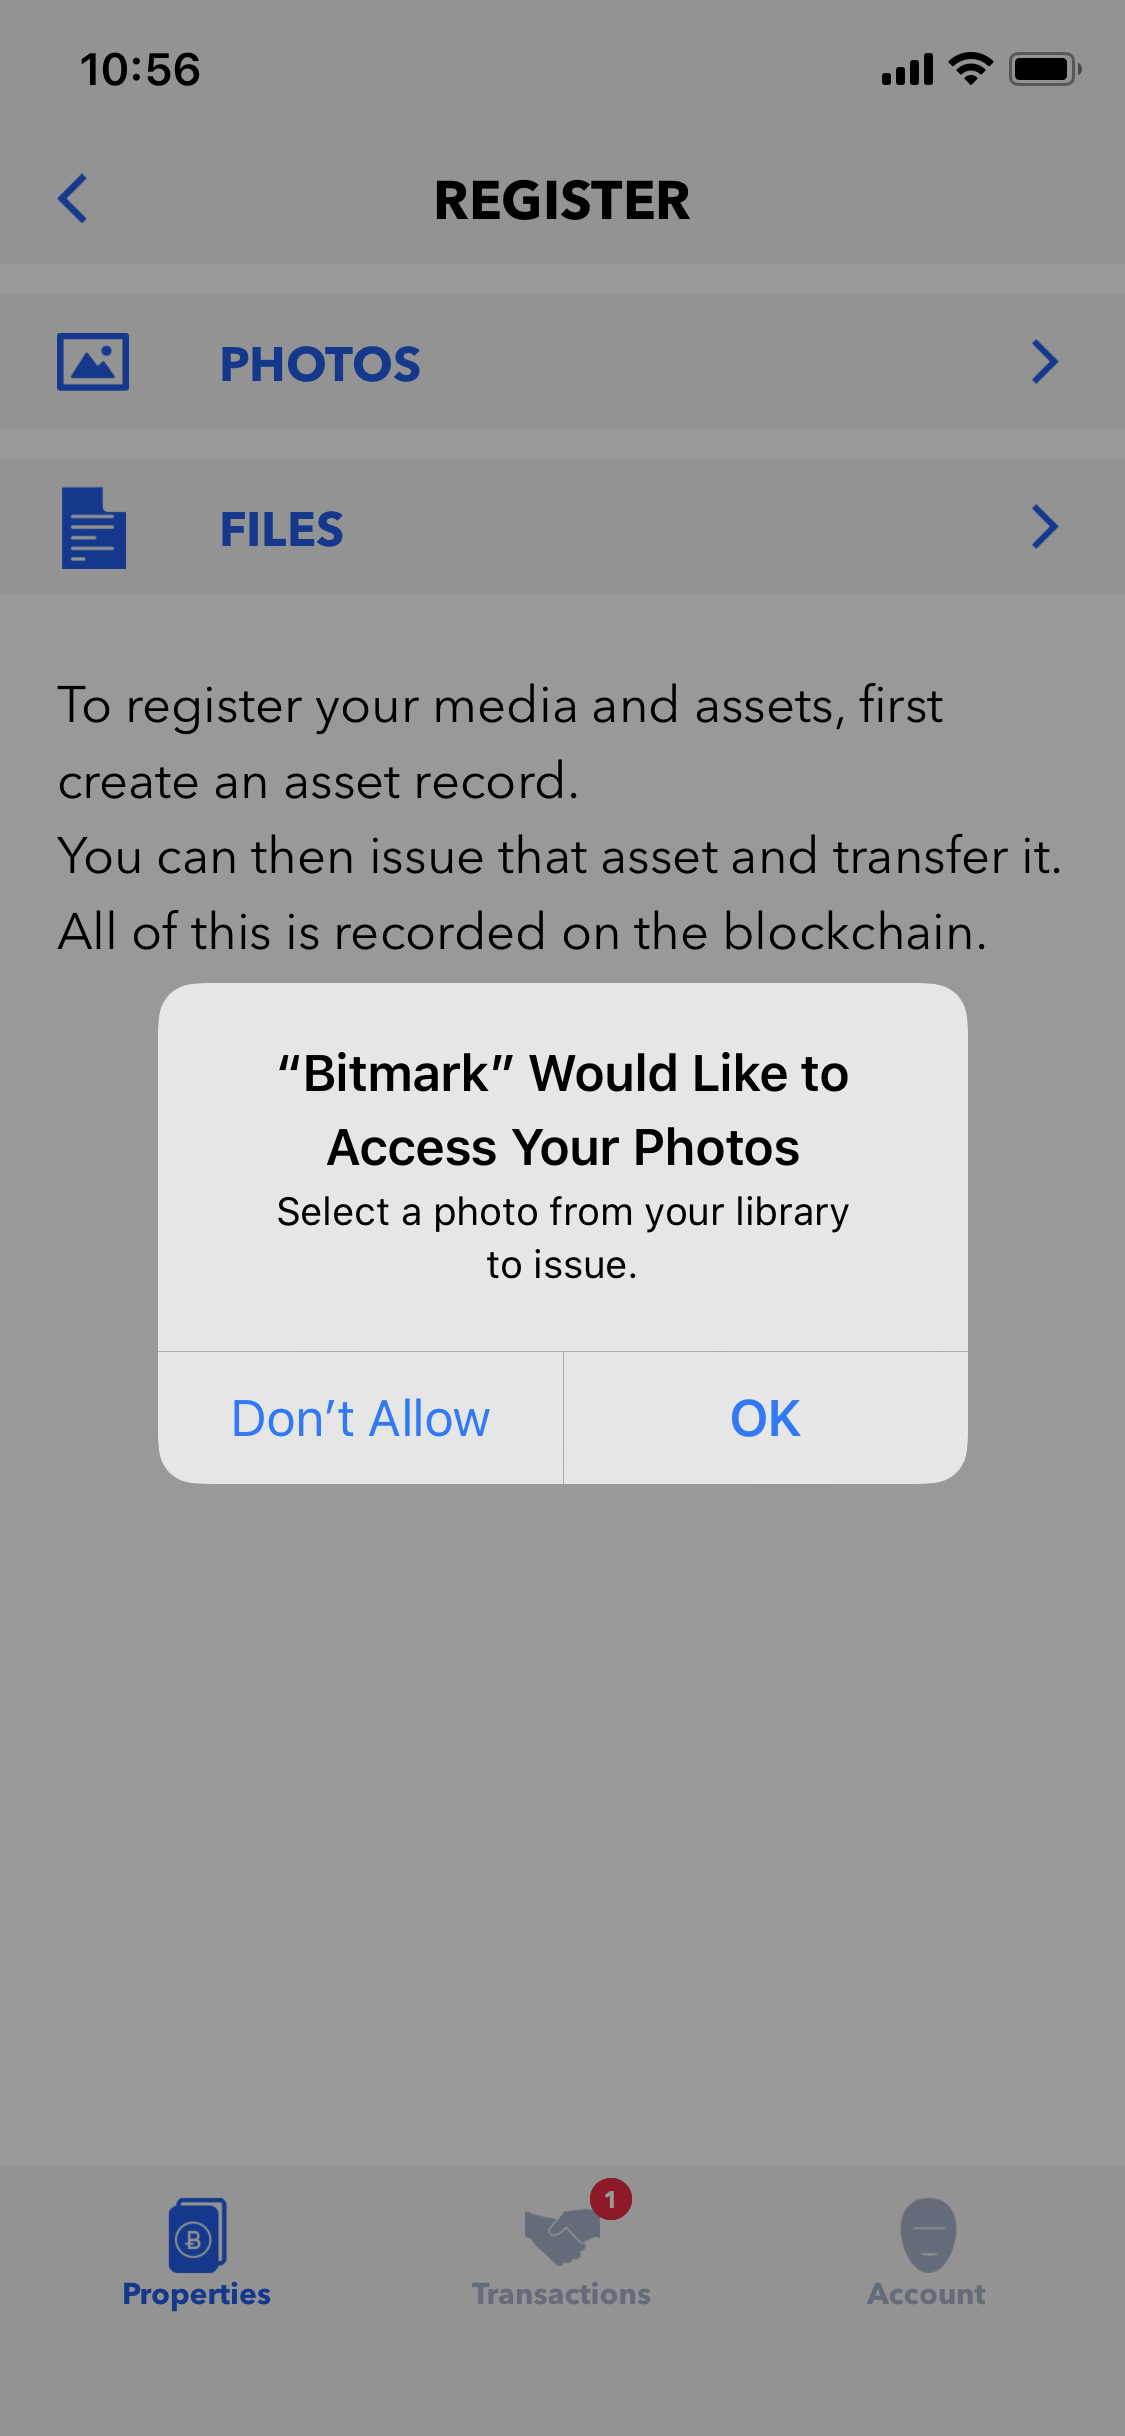 10:56
REGISTER
PHOTOS
FILES
To register your media and assets, first
create an asset record.
You can then issue that asset and transfer it.
All of this is recorded on the blockchain.
“Bitmark” Would Like to
Access Your Photos
Select a photo from your library
to issue.
Don’t Allow
OK
1
Properties
Transactions
Account